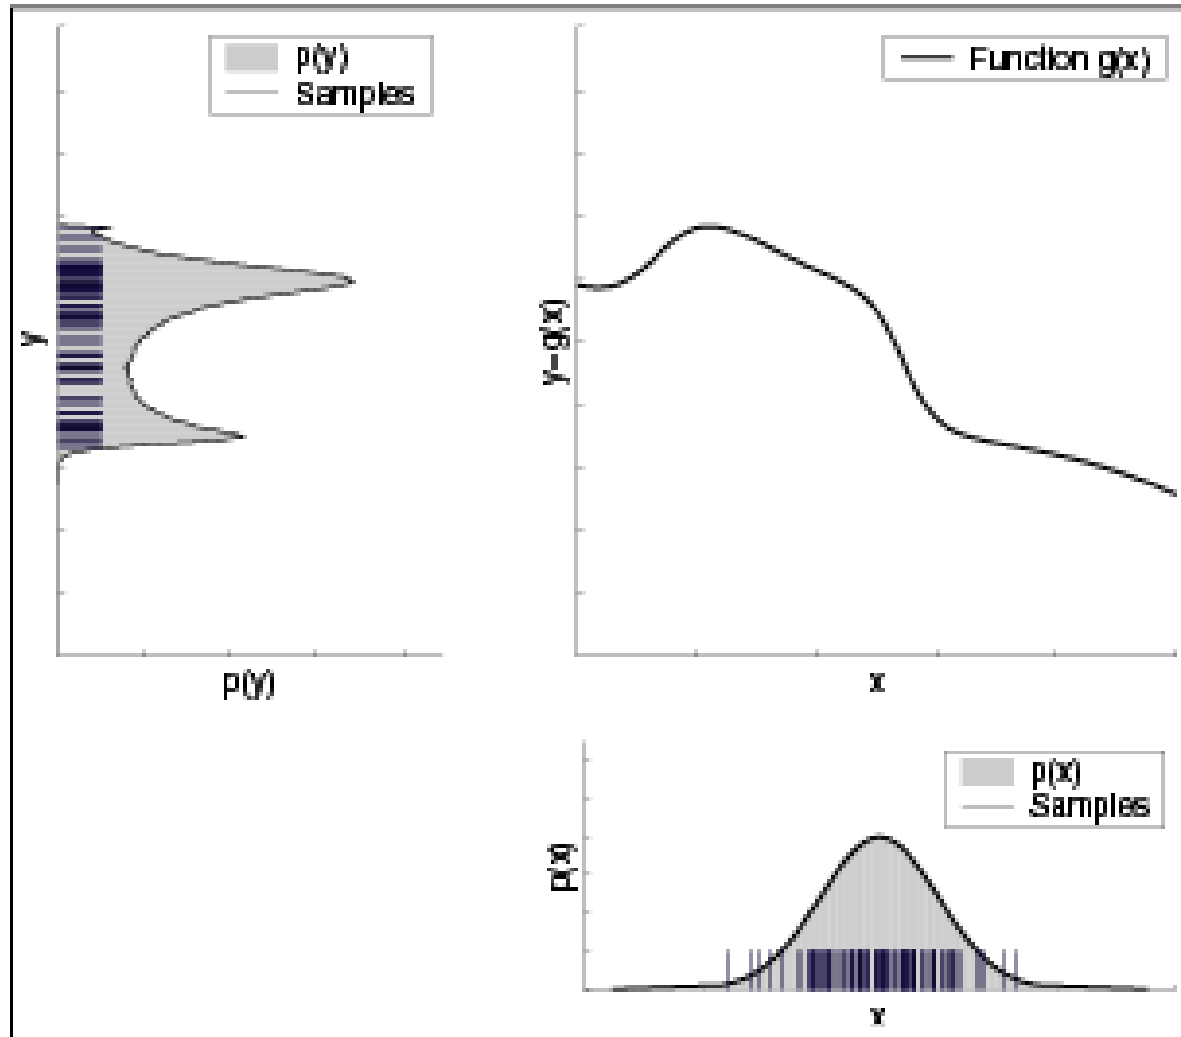 p(y)
Samples
Function g(x)
y
y=g(x)
p(y)
x
p(x)
Samples
p(x)
x